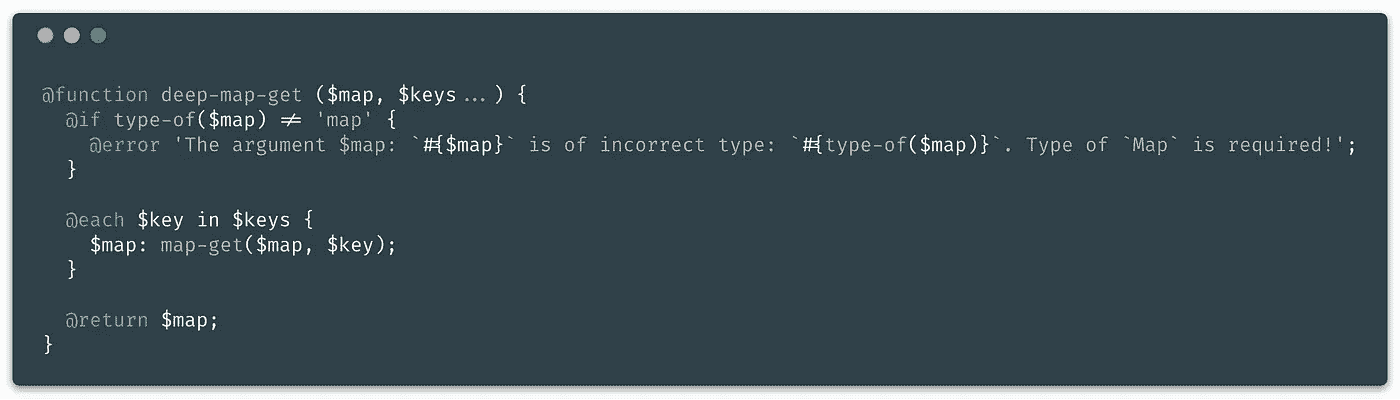 @function deep-map-get ($map, $keys...) {
@if type-of($map) != 'map' {
@error 'The argument $map: `#{$map}` is of incorrect type: `#{type-of($map)}`. Type of `Map` is required!';
}
@each $key in $keys {
$map: map-get($map, $key);
}
@return $map;
}